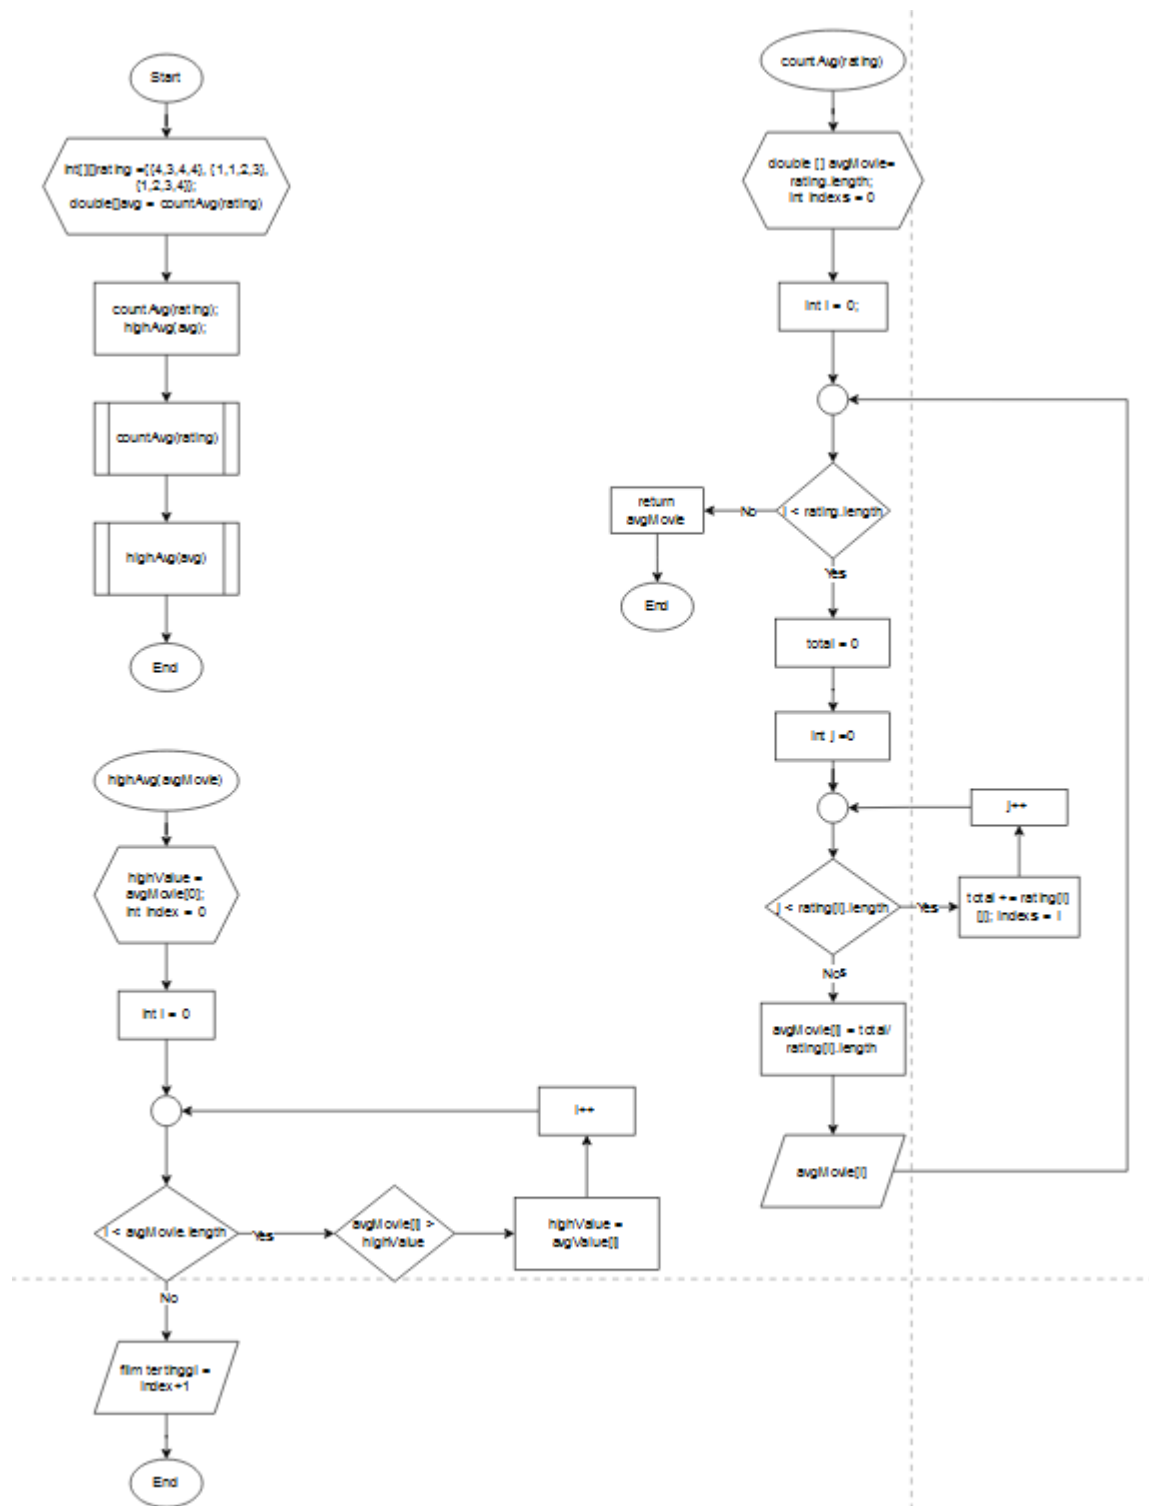 Start
int[][]rating ={{4,3,4,4}, {1,1,2,3},
{1,2,3,4}};
double[]avg = countAvg(rating)
countAvg(rating);
highAvg(avg);
countAvg(rating)
highAvg(avg)
End
highAvg(avgMovie)
highValue =
avgMovie[0];
int index = 0
int i = 0
i++
i < avgMovie.length
Yes
avgMovie[i] >
highValue
highValue =
avgValue[i]
No
film tertinggi =
index+1
End
countAvg(rating)
double [] avgMovie=
rating.length;
int indexs = 0
int i = 0;
i < rating.length
No
return
avgMovie
End
Yes
total = 0
int j =0
j++
j < rating[i].length
Yes
total += rating[i]
[j]; indexs = i
Nos
avgMovie[i] = total/
rating[i].length
avgMovie[i]